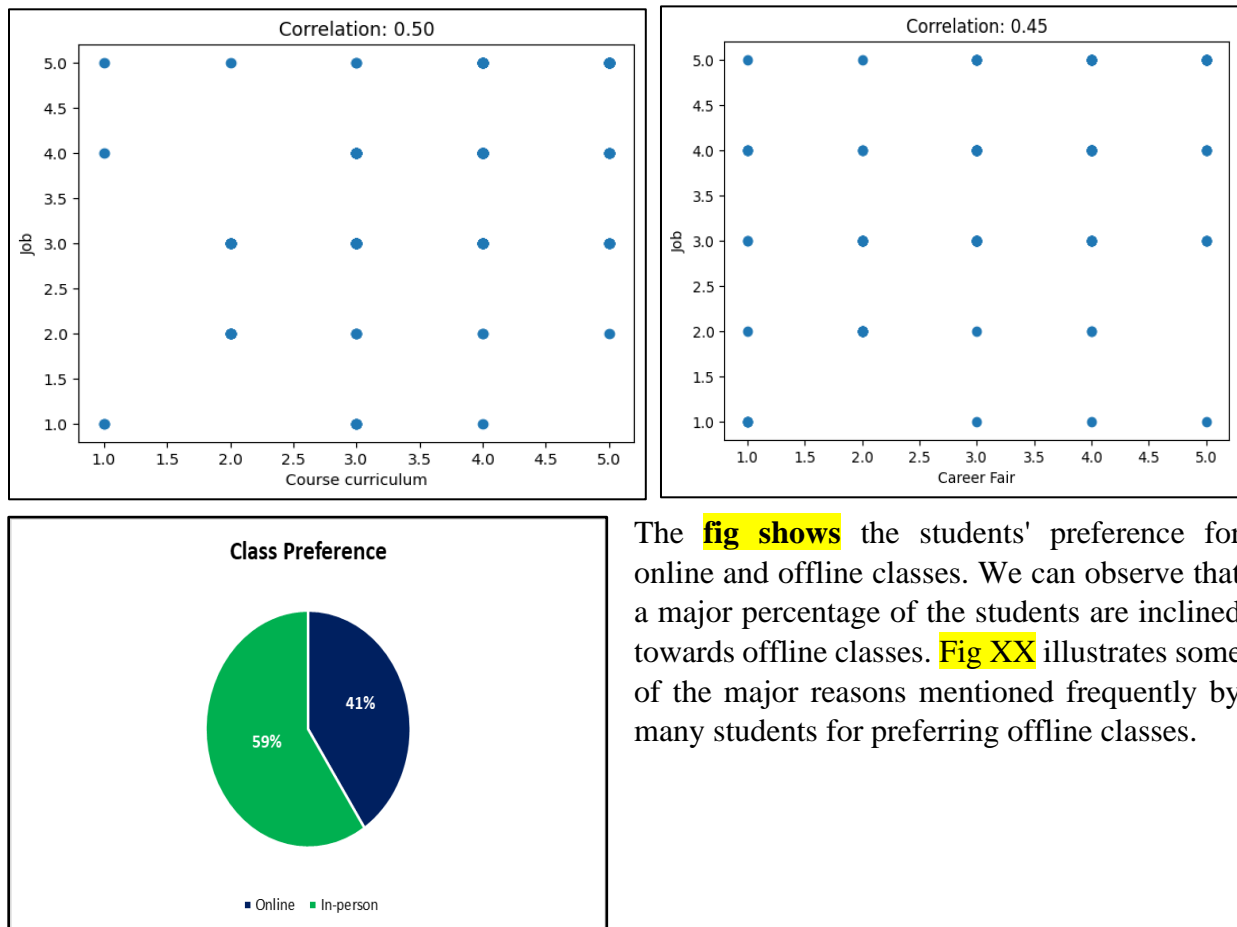 Correlation: 0.50
5.0
4.5
4.0
3.5
3.0
2.5
2.0
1.5
1.0
Job
1.0 1.5 2.0 2.5 3.0 3.5 4.0 4.5 5.0
Course curriculum
Correlation: 0.45
5.0
4.5
4.0
3.5
3.0
2.5
2.0
1.5
1.0
Job
1.0 1.5 2.0 2.5 3.0 3.5 4.0 4.5 5.0
Career Fair
Class Preference
41%
59%
Online In-person
The fig shows the students' preference for
online and offline classes. We can observe that
a major percentage of the students are inclined
towards offline classes. Fig XX illustrates some
of the major reasons mentioned frequently by
many students for preferring offline classes.